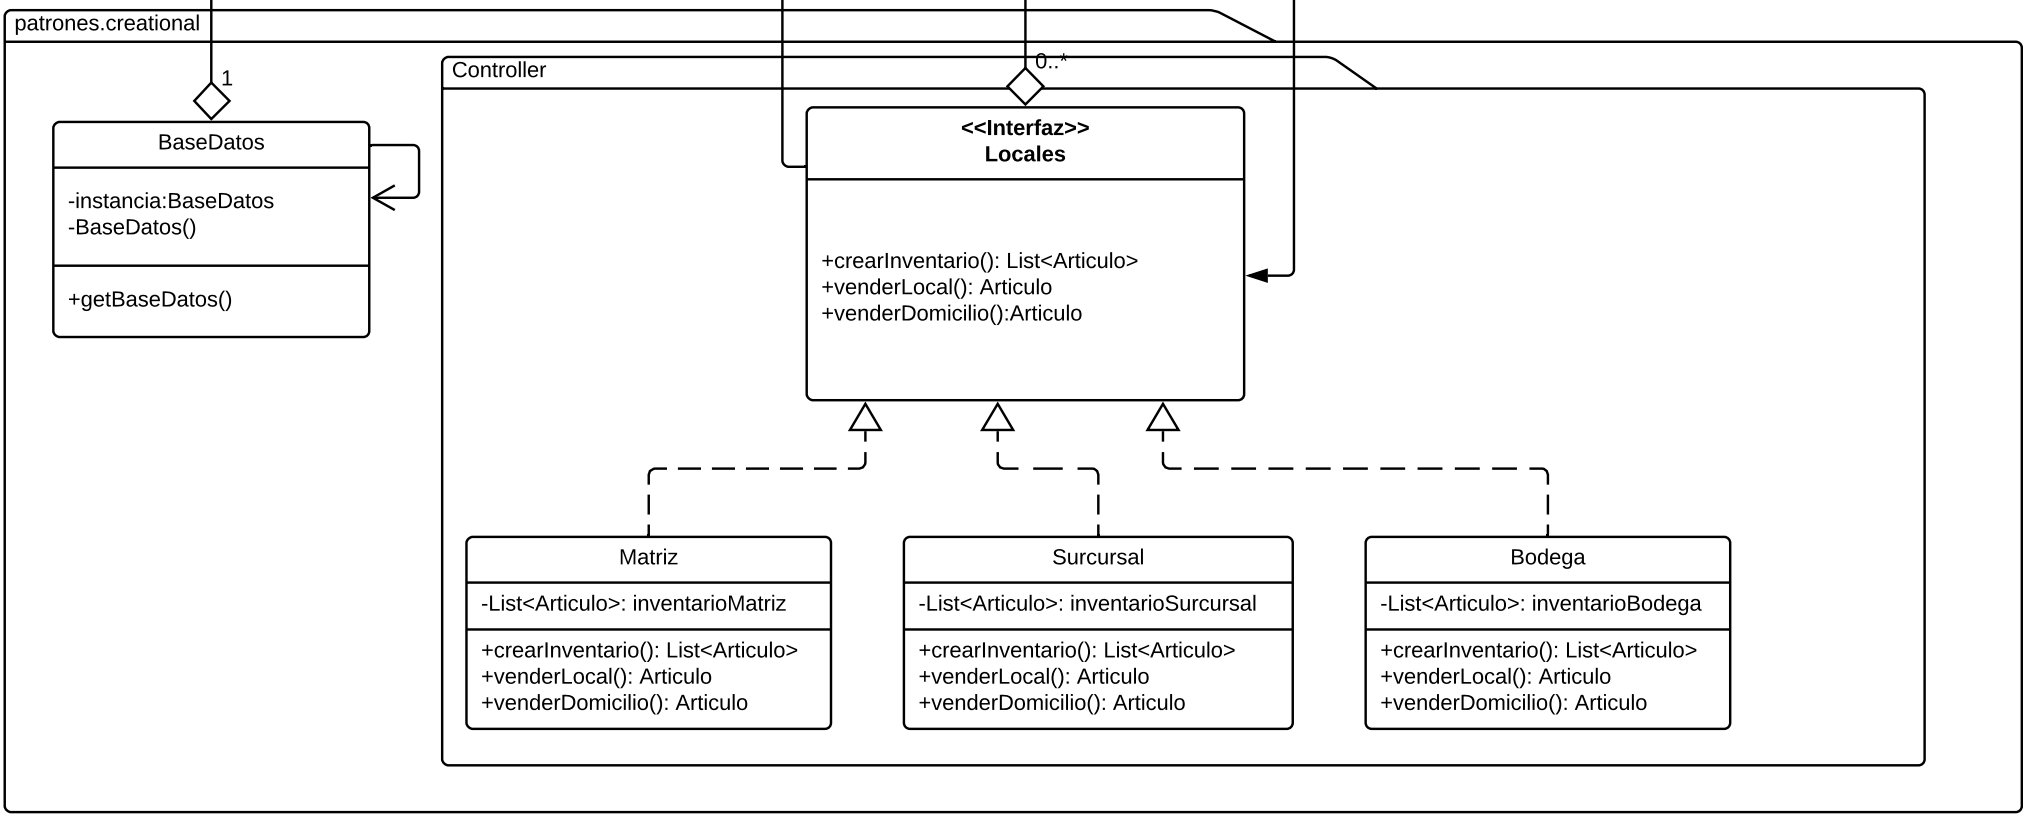 patrones.creational
1
0..*
Controller
BaseDatos
-instancia:BaseDatos
-BaseDatos()
+getBaseDatos()
<<Interfaz>>
Locales
+crearInventario(): List<Articulo>
+venderLocal(): Articulo
+venderDomicilio():Articulo
Matriz
-List<Articulo>: inventarioMatriz
+crearInventario(): List<Articulo>
+venderLocal(): Articulo
+venderDomicilio(): Articulo
Surcursal
-List<Articulo>: inventarioSurcursal
+crearInventario(): List<Articulo>
+venderLocal(): Articulo
+venderDomicilio(): Articulo
Bodega
-List<Articulo>: inventarioBodega
+crearInventario(): List<Articulo>
+venderLocal(): Articulo
+venderDomicilio(): Articulo